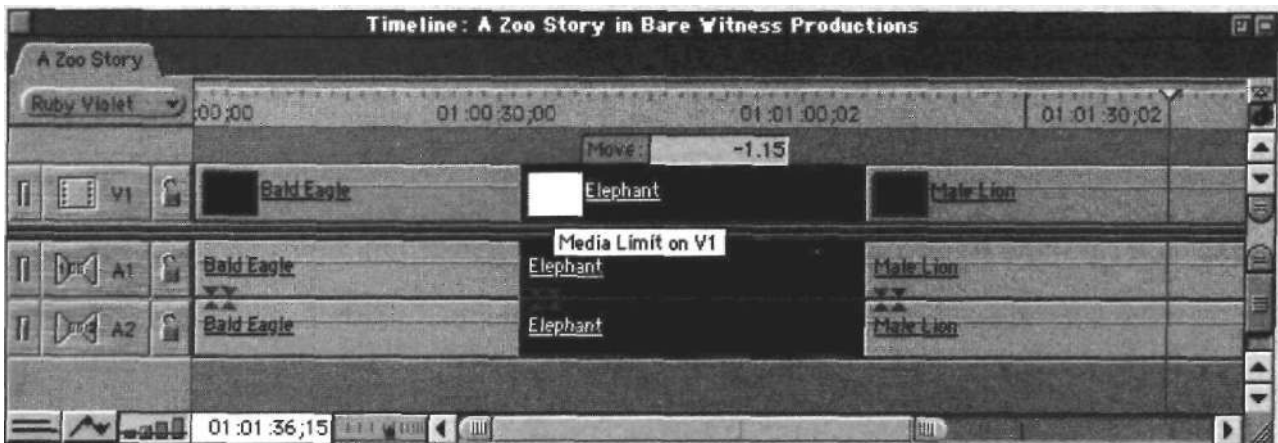 Timeline: A Zoo Story in Bare Witness Productions
A Zoo Story
Ruby Violet
:00;00 01:00:30;00 01:01:00;02 01:01:30;02
Move: -1.15
V1 Bald Eagle Elephant Male Lion
Media Limit on V1
A1 Bald Eagle Elephant Male Lion
A2 Bald Eagle Elephant Male Lion
01:01:36;15